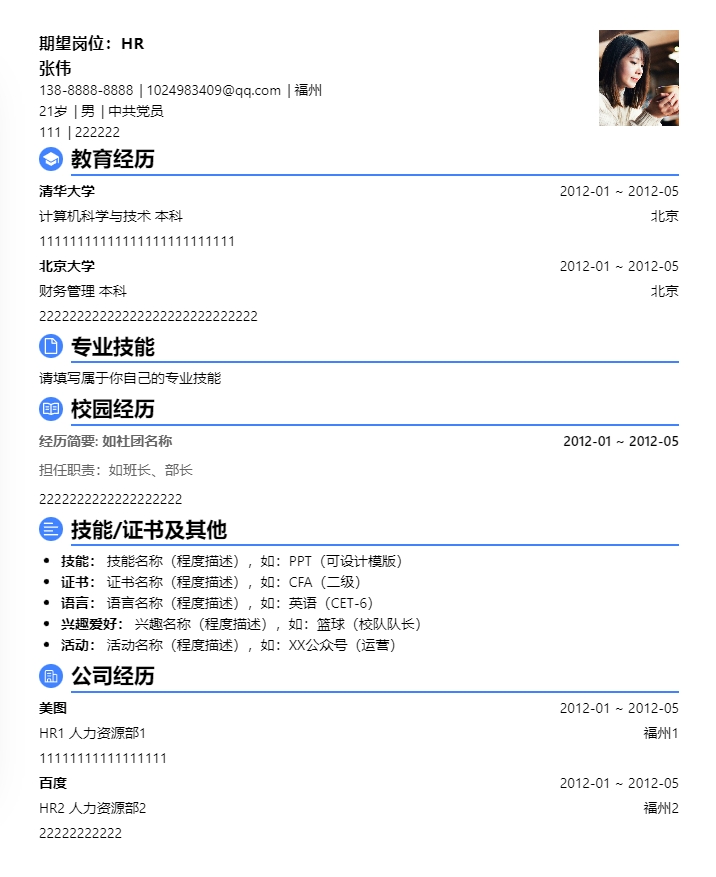 期望岗位：HR
张伟
138-8888-8888 | 1024983409@qq.com | 福州
21岁 | 男 | 中共党员
111 | 222222
教育经历
清华大学 2012-01 ~ 2012-05
计算机科学与技术 本科 北京
11111111111111111111111111
北京大学 2012-01 ~ 2012-05
财务管理 本科 北京
22222222222222222222222222222
专业技能
请填写属于你自己的专业技能
校园经历
经历简要: 如社团名称 2012-01 ~ 2012-05
担任职责：如班长、部长
2222222222222222222
技能/证书及其他
• 技能： 技能名称（程度描述），如：PPT（可设计模版）
• 证书： 证书名称（程度描述），如：CFA（二级）
• 语言： 语言名称（程度描述），如：英语（CET-6）
• 兴趣爱好： 兴趣名称（程度描述），如：篮球（校队队长）
• 活动： 活动名称（程度描述），如：XX公众号（运营）
公司经历
美图 2012-01 ~ 2012-05
HR1 人力资源部1 福州1
11111111111111111
百度 2012-01 ~ 2012-05
HR2 人力资源部2 福州2
22222222222